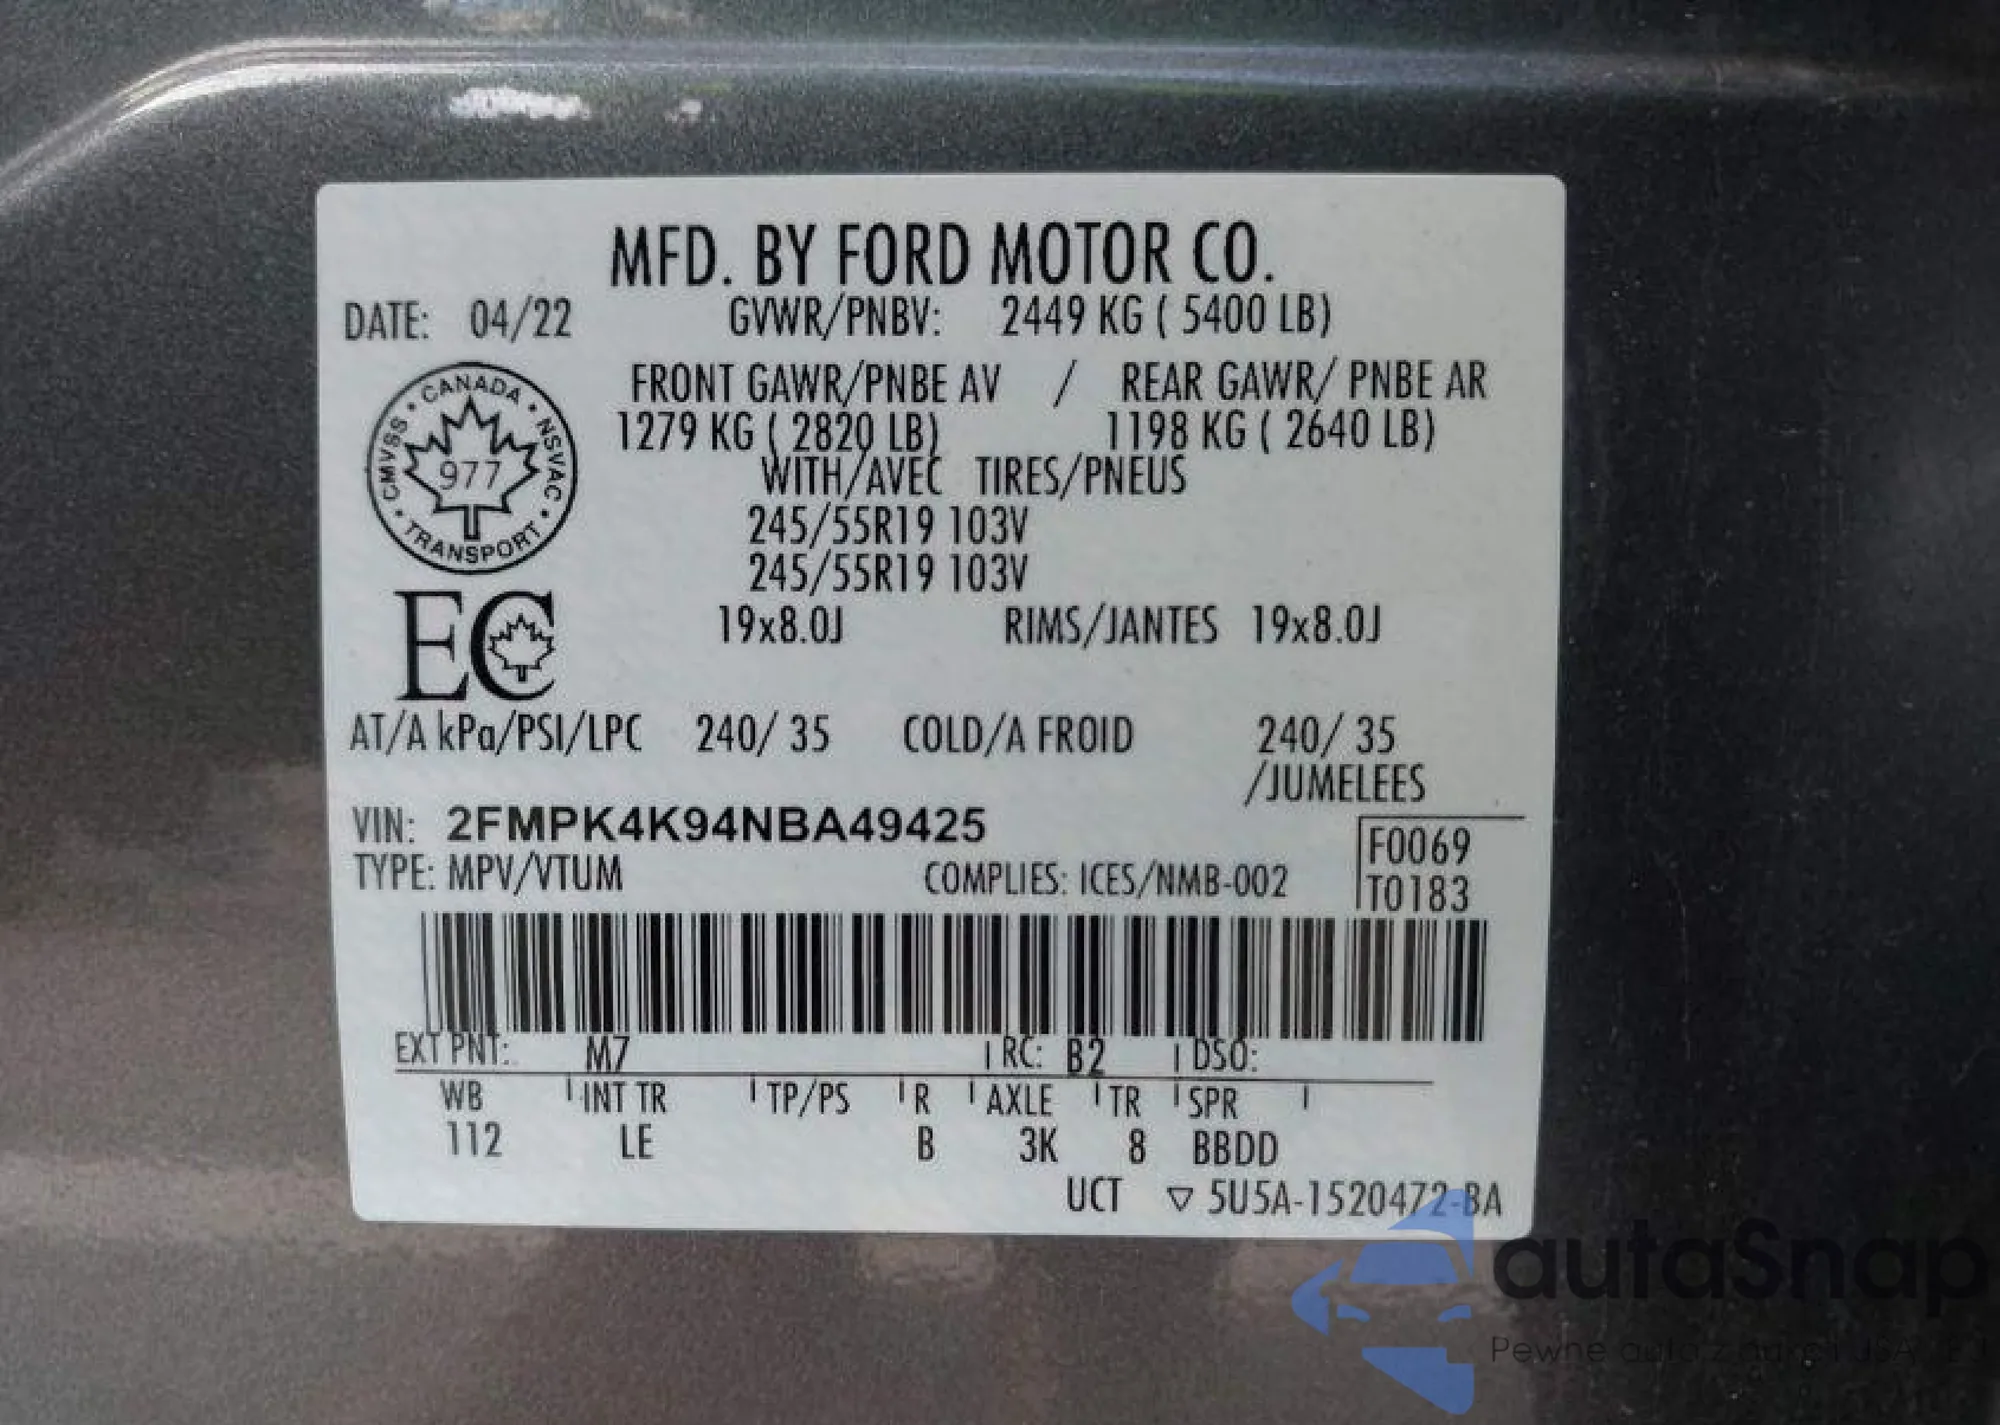 MFD. BY FORD MOTOR CO.
DATE: 04/22 GVWR/PNBV: 2449 KG ( 5400 LB)
FRONT GAWR/PNBE AV / REAR GAWR/ PNBE AR
1279 KG ( 2820 LB) 1198 KG ( 2640 LB)
WITH/AVEC TIRES/PNEUS
245/55R19 103V
245/55R19 103V
19x8.0J RIMS/JANTES 19x8.0J
CANADA • NSVAC • TRANSPORT • CMVSS •
977
EC
AT/A kPa/PSI/LPC 240/ 35 COLD/A FROID 240/ 35
/JUMELEES
VIN: 2FMPK4K94NBA49425
TYPE: MPV/VTUM COMPLIES: ICES/NMB-002
F0069
T0183
EXT PNT: M7 RC: B2 DSO:
WB INT TR TP/PS R AXLE TR SPR
112 LE B 3K 8 BBDD
UCT ▽ 5U5A-1520472-BA
autaSnap
Pewne auta z